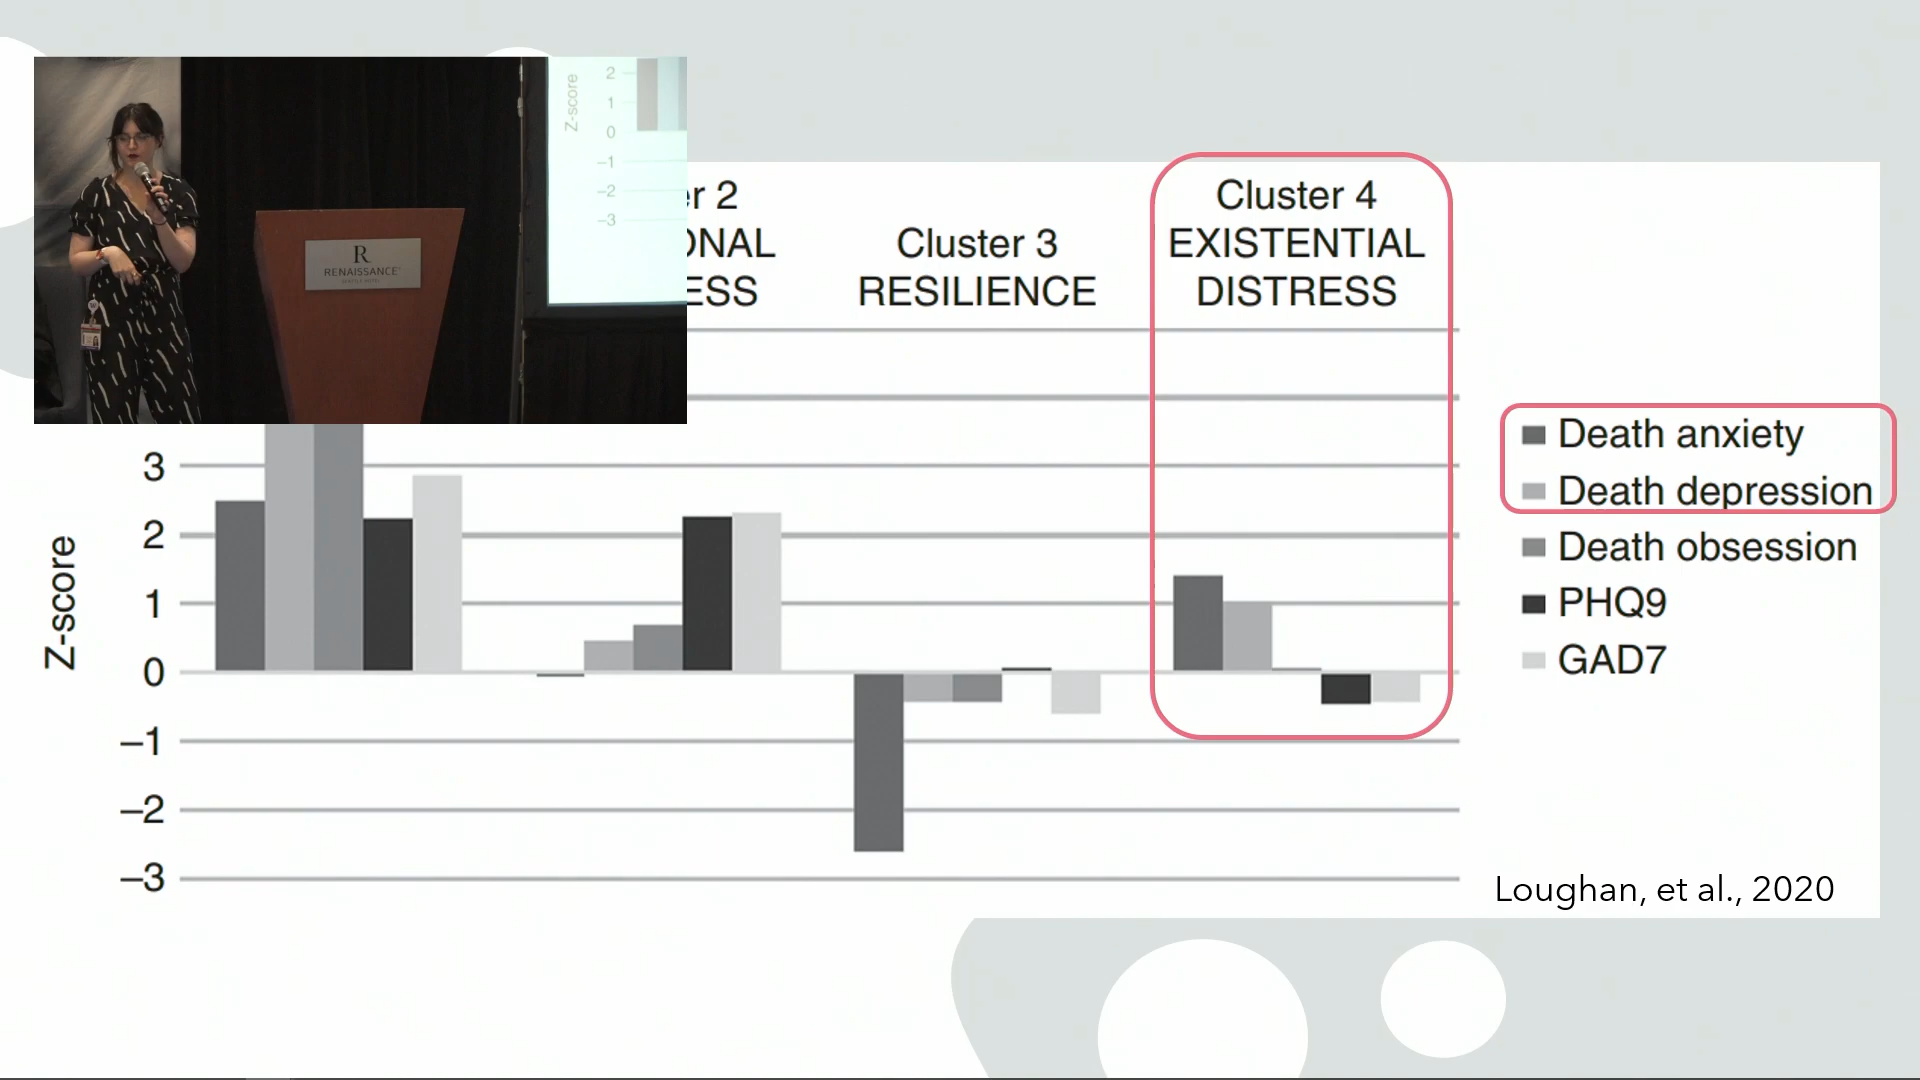 Z-score
2
1
0
−1
−2
−3
R
RENAISSANCE
er 2
ONAL
ESS
Cluster 3
RESILIENCE
Cluster 4
EXISTENTIAL
DISTRESS
3
2
1
0
−1
−2
−3
Z-score
Death anxiety
Death depression
Death obsession
PHQ9
GAD7
Loughan, et al., 2020